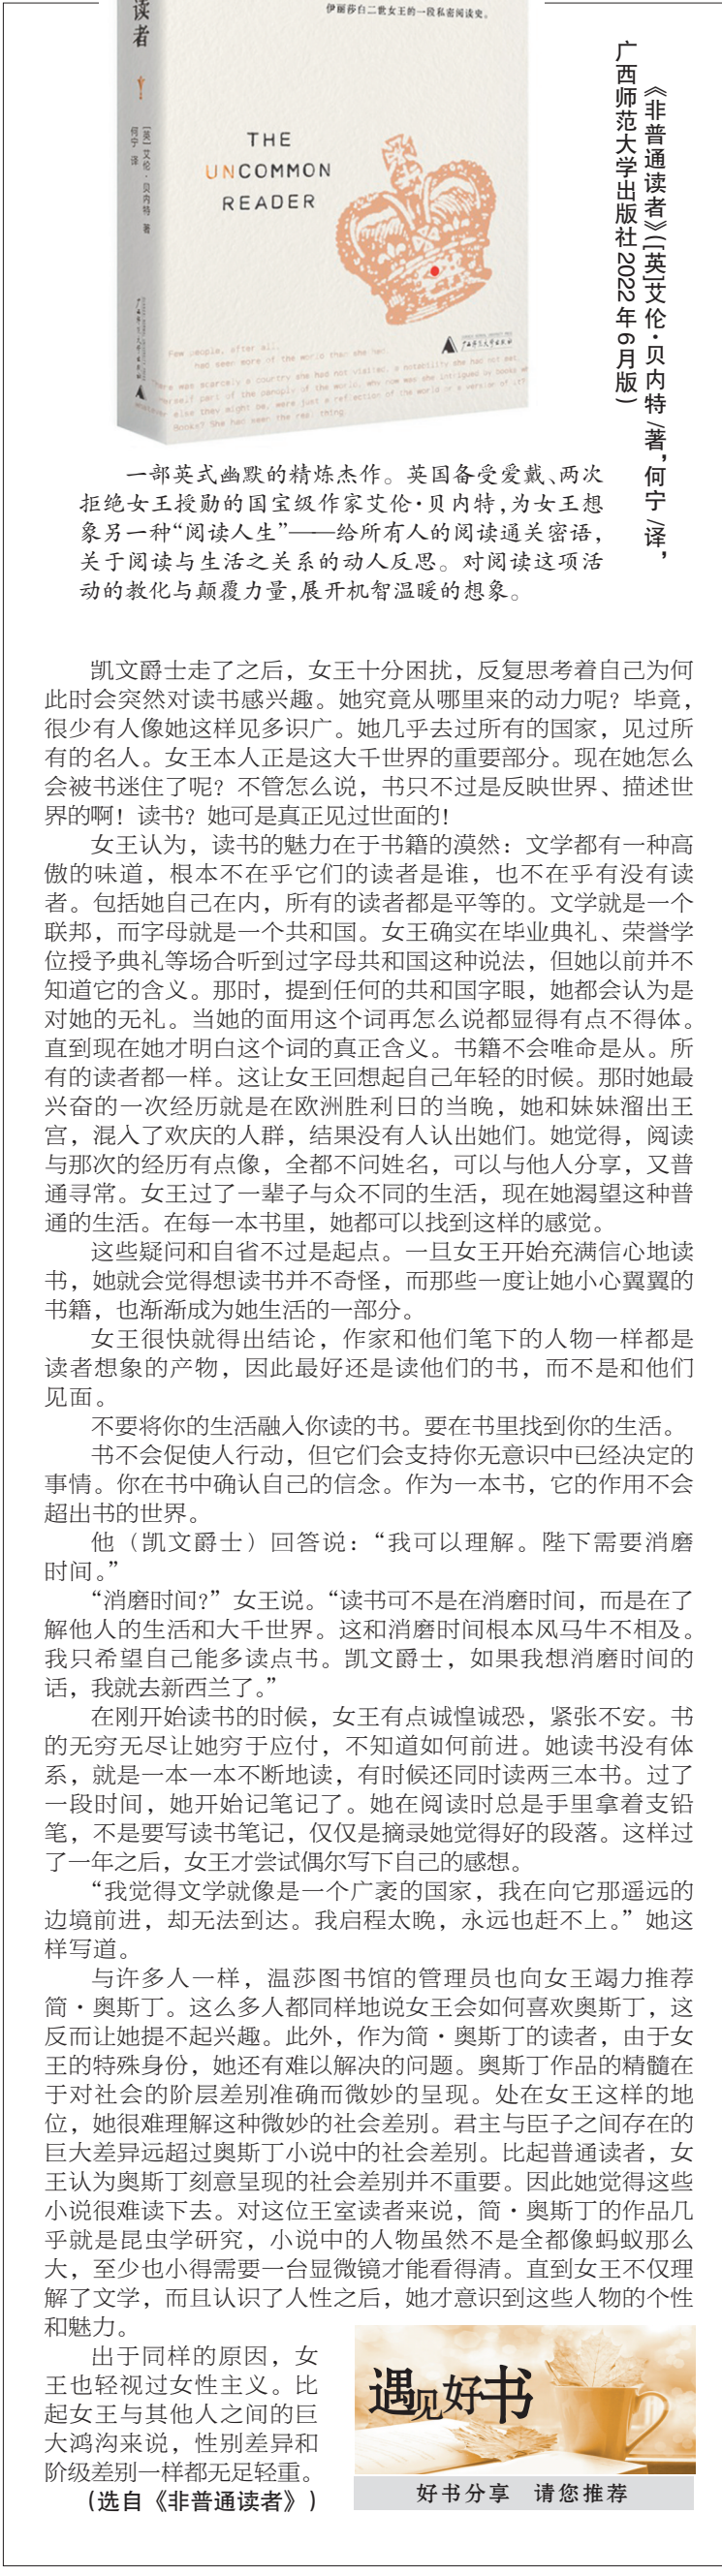 读者
[英] 艾伦·贝内特 著
何宁 译
伊丽莎白二世女王的一段私密阅读史。
THE
UNCOMMON
READER
Few people, after all,
had seen more of the world than she had.
There was scarcely a country she had not visited, a notability she had not met.
Herself part of the panoply of the world, why now was she intrigued by books w
whatever else they might be, were just a reflection of the world or a version of it?
Books? She had seen the real thing.
广西师范大学出版社
《非普通读者》([英]艾伦·贝内特/著,何宁/译,
广西师范大学出版社2022年6月版)
一部英式幽默的精炼杰作。英国备受爱戴、两次
拒绝女王授勋的国宝级作家艾伦·贝内特,为女王想
象另一种“阅读人生”——给所有人的阅读通关密语,
关于阅读与生活之关系的动人反思。对阅读这项活
动的教化与颠覆力量,展开机智温暖的想象。
凯文爵士走了之后，女王十分困扰，反复思考着自己为何
此时会突然对读书感兴趣。她究竟从哪里来的动力呢？毕竟，
很少有人像她这样见多识广。她几乎去过所有的国家，见过所
有的名人。女王本人正是这大千世界的重要部分。现在她怎么
会被书迷住了呢？不管怎么说，书只不过是反映世界、描述世
界的啊！读书？她可是真正见过世面的！
女王认为，读书的魅力在于书籍的漠然：文学都有一种高
傲的味道，根本不在乎它们的读者是谁，也不在乎有没有读
者。包括她自己在内，所有的读者都是平等的。文学就是一个
联邦，而字母就是一个共和国。女王确实在毕业典礼、荣誉学
位授予典礼等场合听到过字母共和国这种说法，但她以前并不
知道它的含义。那时，提到任何的共和国字眼，她都会认为是
对她的无礼。当她的面用这个词再怎么说都显得有点不得体。
直到现在她才明白这个词的真正含义。书籍不会唯命是从。所
有的读者都一样。这让女王回想起自己年轻的时候。那时她最
兴奋的一次经历就是在欧洲胜利日的当晚，她和妹妹溜出王
宫，混入了欢庆的人群，结果没有人认出她们。她觉得，阅读
与那次的经历有点像，全都不问姓名，可以与他人分享，又普
通寻常。女王过了一辈子与众不同的生活，现在她渴望这种普
通的生活。在每一本书里，她都可以找到这样的感觉。
这些疑问和自省不过是起点。一旦女王开始充满信心地读
书，她就会觉得想读书并不奇怪，而那些一度让她小心翼翼的
书籍，也渐渐成为她生活的一部分。
女王很快就得出结论，作家和他们笔下的人物一样都是
读者想象的产物，因此最好还是读他们的书，而不是和他们
见面。
不要将你的生活融入你读的书。要在书里找到你的生活。
书不会促使人行动，但它们会支持你无意识中已经决定的
事情。你在书中确认自己的信念。作为一本书，它的作用不会
超出书的世界。
他（凯文爵士）回答说：“我可以理解。陛下需要消磨
时间。”
“消磨时间？”女王说。“读书可不是在消磨时间，而是在了
解他人的生活和大千世界。这和消磨时间根本风马牛不相及。
我只希望自己能多读点书。凯文爵士，如果我想消磨时间的
话，我就去新西兰了。”
在刚开始读书的时候，女王有点诚惶诚恐，紧张不安。书
的无穷无尽让她穷于应付，不知道如何前进。她读书没有体
系，就是一本一本不断地读，有时候还同时读两三本书。过了
一段时间，她开始记笔记了。她在阅读时总是手里拿着支铅
笔，不是要写读书笔记，仅仅是摘录她觉得好的段落。这样过
了一年之后，女王才尝试偶尔写下自己的感想。
“我觉得文学就像是一个广袤的国家，我在向它那遥远的
边境前进，却无法到达。我启程太晚，永远也赶不上。”她这
样写道。
与许多人一样，温莎图书馆的管理员也向女王竭力推荐
简·奥斯丁。这么多人都同样地说女王会如何喜欢奥斯丁，这
反而让她提不起兴趣。此外，作为简·奥斯丁的读者，由于女
王的特殊身份，她还有难以解决的问题。奥斯丁作品的精髓在
于对社会的阶层差别准确而微妙的呈现。处在女王这样的地
位，她很难理解这种微妙的社会差别。君主与臣子之间存在的
巨大差异远超过奥斯丁小说中的社会差别。比起普通读者，女
王认为奥斯丁刻意呈现的社会差别并不重要。因此她觉得这些
小说很难读下去。对这位王室读者来说，简·奥斯丁的作品几
乎就是昆虫学研究，小说中的人物虽然不是全都像蚂蚁那么
大，至少也小得需要一台显微镜才能看得清。直到女王不仅理
解了文学，而且认识了人性之后，她才意识到这些人物的个性
和魅力。
出于同样的原因，女
王也轻视过女性主义。比
起女王与其他人之间的巨
大鸿沟来说，性别差异和
阶级差别一样都无足轻重。
（选自《非普通读者》）
遇见好书
好书分享 请您推荐